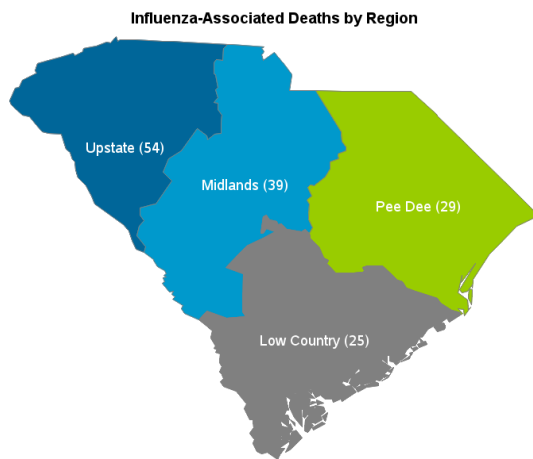 Influenza-Associated Deaths by Region
Upstate (54)
Midlands (39)
Pee Dee (29)
Low Country (25)